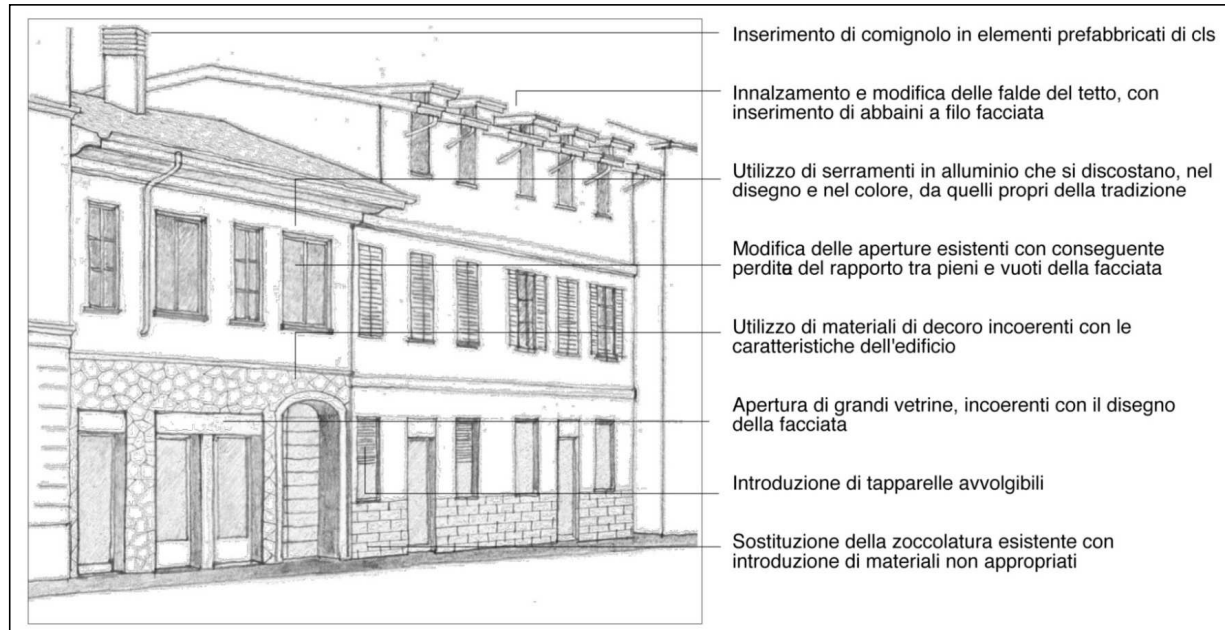 Inserimento di comignolo in elementi prefabbricati di cls
Innalzamento e modifica delle falde del tetto, con
inserimento di abbaini a filo facciata
Utilizzo di serramenti in alluminio che si discostano, nel
disegno e nel colore, da quelli propri della tradizione
Modifica delle aperture esistenti con conseguente
perdita del rapporto tra pieni e vuoti della facciata
Utilizzo di materiali di decoro incoerenti con le
caratteristiche dell'edificio
Apertura di grandi vetrine, incoerenti con il disegno
della facciata
Introduzione di tapparelle avvolgibili
Sostituzione della zoccolatura esistente con
introduzione di materiali non appropriati